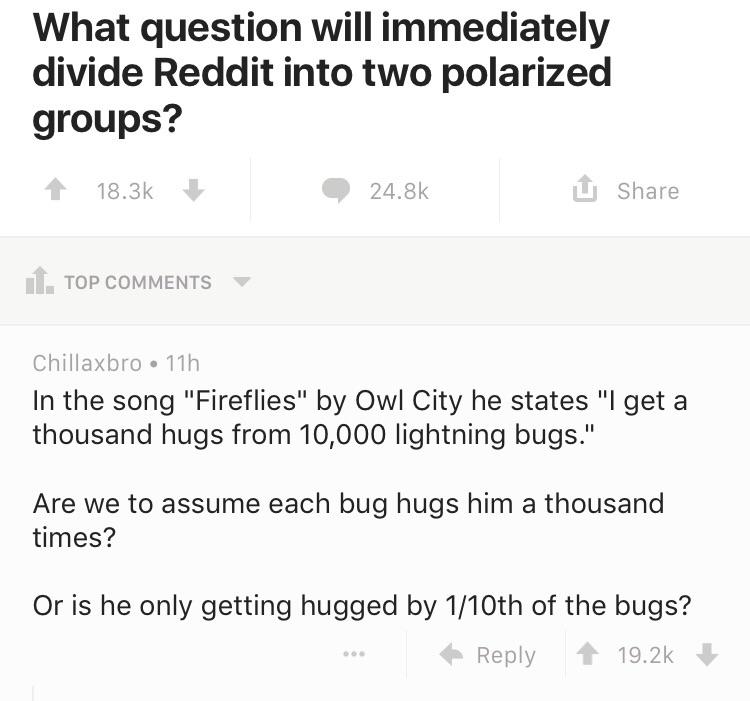 What question will immediately
divide Reddit into two polarized
groups?
18.3k
24.8k
Share
TOP COMMENTS
Chillaxbro • 11h
In the song "Fireflies" by Owl City he states "I get a
thousand hugs from 10,000 lightning bugs."
Are we to assume each bug hugs him a thousand
times?
Or is he only getting hugged by 1/10th of the bugs?
... Reply 19.2k